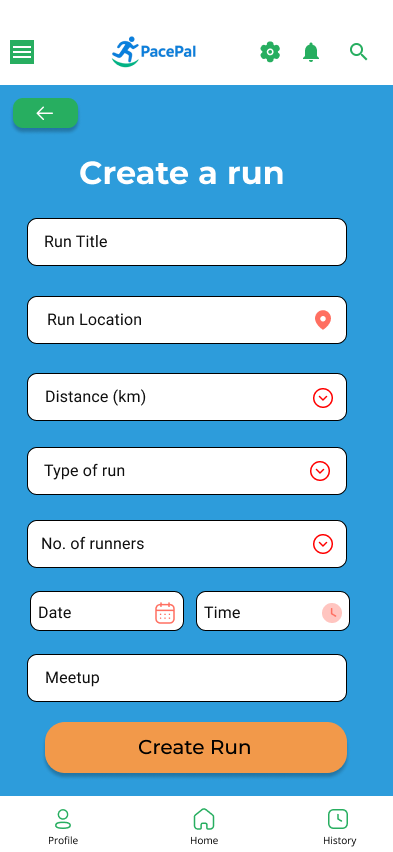 PacePal
Create a run
Run Title
Run Location
Distance (km)
Type of run
No. of runners
Date
Time
Meetup
Create Run
Profile
Home
History